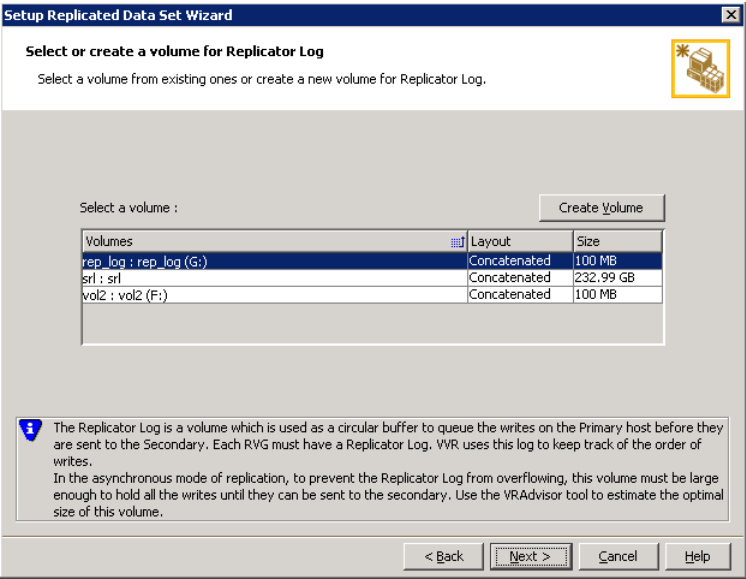 Setup Replicated Data Set Wizard
Select or create a volume for Replicator Log
Select a volume from existing ones or create a new volume for Replicator Log.
Select a volume :
Create Volume
Volumes Layout Size
rep_log : rep_log (G:) Concatenated 100 MB
srl : srl Concatenated 232.99 GB
vol2 : vol2 (F:) Concatenated 100 MB
The Replicator Log is a volume which is used as a circular buffer to queue the writes on the Primary host before they
are sent to the Secondary. Each RVG must have a Replicator Log. VVR uses this log to keep track of the order of
writes.
In the asynchronous mode of replication, to prevent the Replicator Log from overflowing, this volume must be large
enough to hold all the writes until they can be sent to the secondary. Use the VRAdvisor tool to estimate the optimal
size of this volume.
< Back Next > Cancel Help